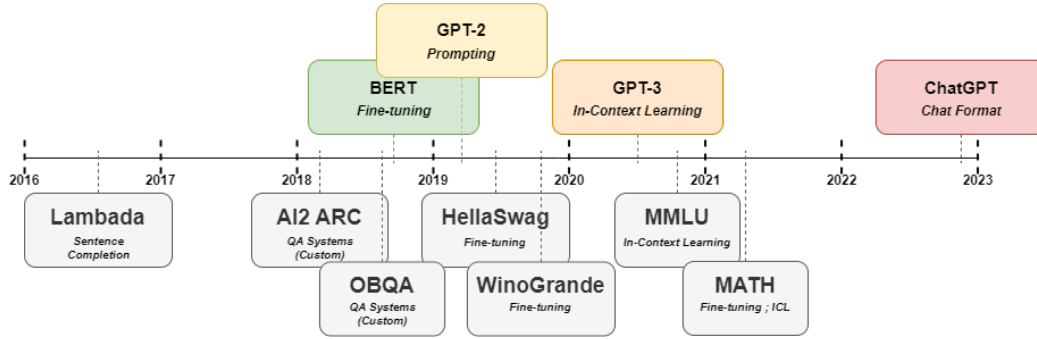 GPT-2
Prompting
BERT
Fine-tuning
GPT-3
In-Context Learning
ChatGPT
Chat Format
2016
2017
2018
2019
2020
2021
2022
2023
Lambada
Sentence
Completion
AI2 ARC
QA Systems
(Custom)
HellaSwag
Fine-tuning
MMLU
In-Context Learning
OBQA
QA Systems
(Custom)
WinoGrande
Fine-tuning
MATH
Fine-tuning ; ICL